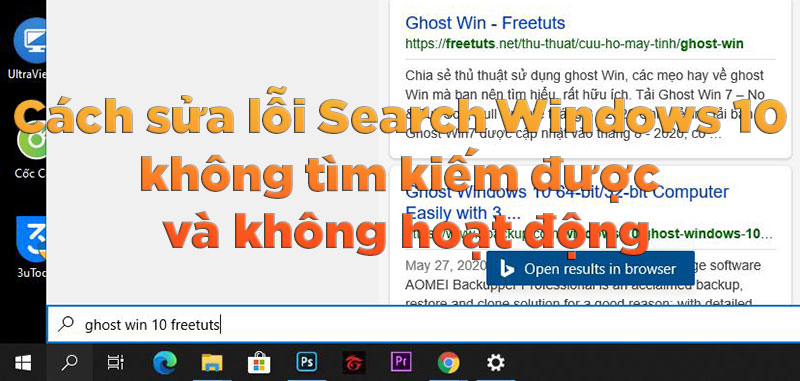 Ghost Win - Freetuts
https://freetuts.net/thu-thuat/cuu-ho-may-tinh/ghost-win
Chia sẻ thủ thuật sử dụng ghost Win, các mẹo hay về ghost
Win mà bạn nên tìm hiểu, rất hữu ích. Tải Ghost Win 7 – No
Ghost Win7 được cập nhật vào tháng 8 - 2020, có ...
UltraVie
Cách sửa lỗi Search Windows 10
không tìm kiếm được
và không hoạt động
Cốc Cố
3uToo
Ghost Windows 10 64-bit/32-bit Computer
Easily with 3 ...
ghost-windows-10...
May 27, 2020
ge software
Open results in browser
AOMEI Backupper Professional is an acclaimed backup,
restore and clone solution for a good reason: with detailed
ghost win 10 freetuts
Ps
Pr